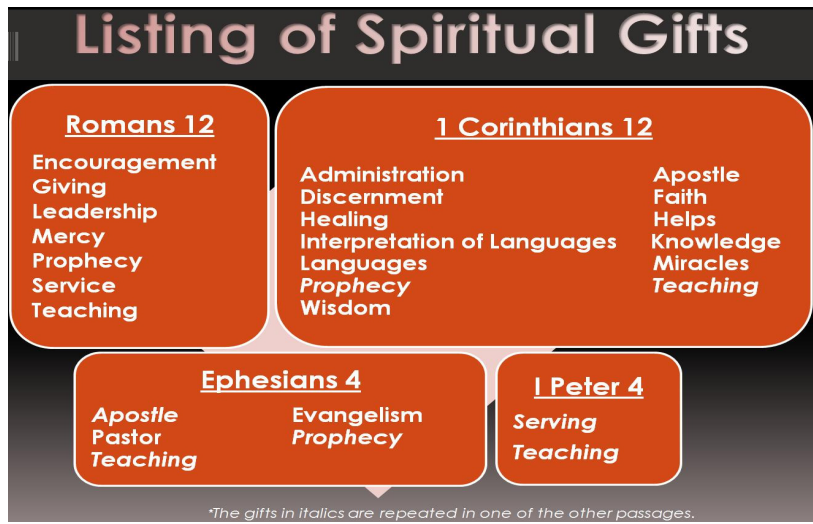 Listing of Spiritual Gifts
Romans 12
Encouragement
Giving
Leadership
Mercy
Prophecy
Service
Teaching
1 Corinthians 12
Administration
Discernment
Healing
Interpretation of Languages
Languages
Prophecy
Wisdom
Apostle
Faith
Helps
Knowledge
Miracles
Teaching
Ephesians 4
Apostle
Pastor
Teaching
Evangelism
Prophecy
I Peter 4
Serving
Teaching
*The gifts in italics are repeated in one of the other passages.